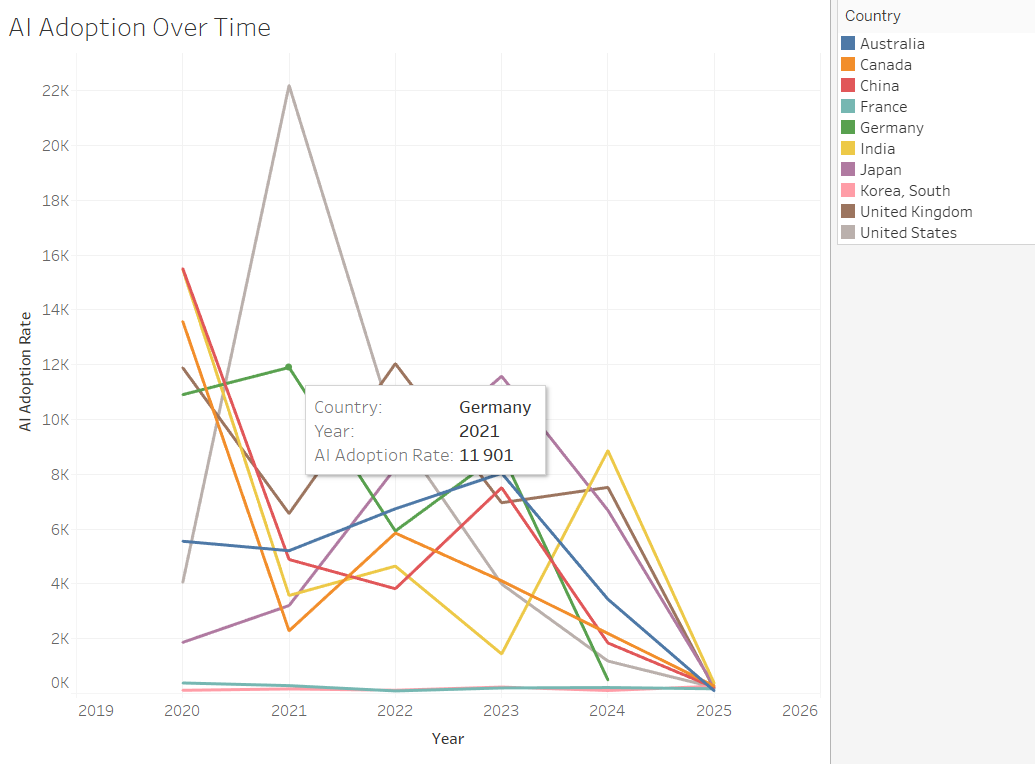 AI Adoption Over Time
Country
Australia
Canada
China
France
Germany
India
Japan
Korea, South
United Kingdom
United States
AI Adoption Rate
22K
20K
18K
16K
14K
12K
10K
8K
6K
4K
2K
0K
Country: Germany
Year: 2021
AI Adoption Rate: 11 901
2019 2020 2021 2022 2023 2024 2025 2026
Year